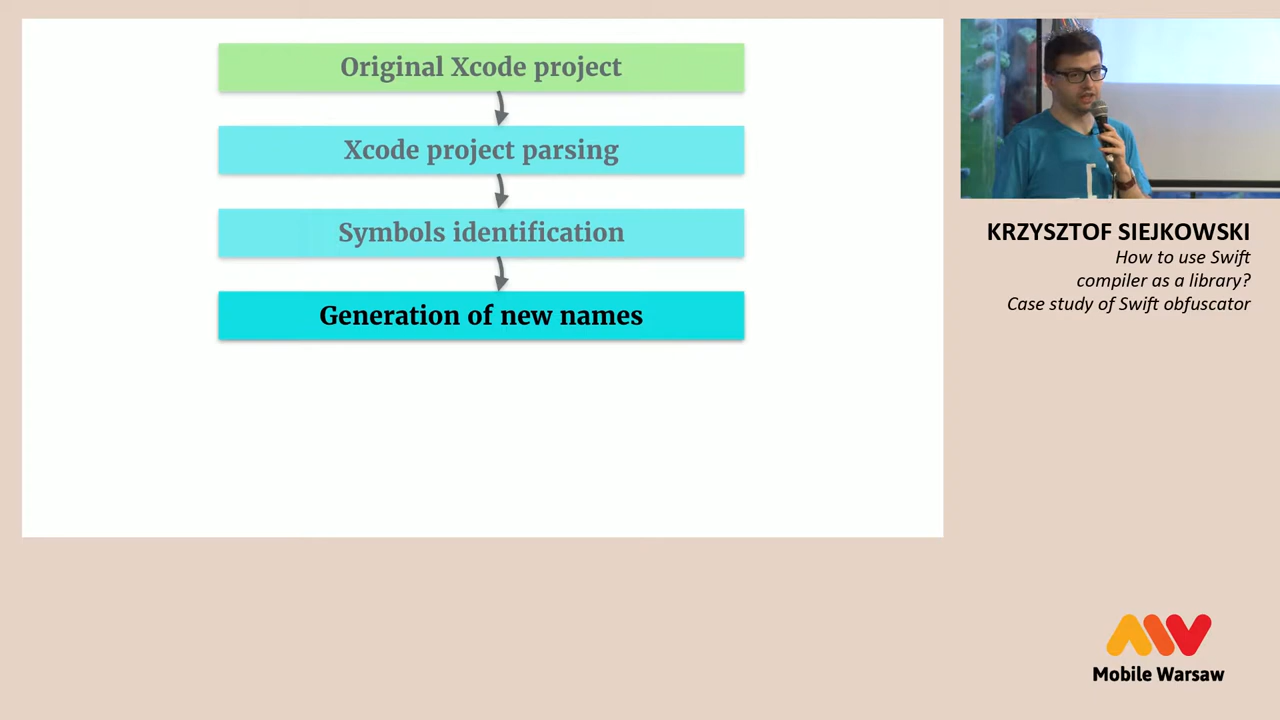 Original Xcode project
Xcode project parsing
Symbols identification
Generation of new names
KRZYSZTOF SIEJKOWSKI
How to use Swift
compiler as a library?
Case study of Swift obfuscator
Mobile Warsaw